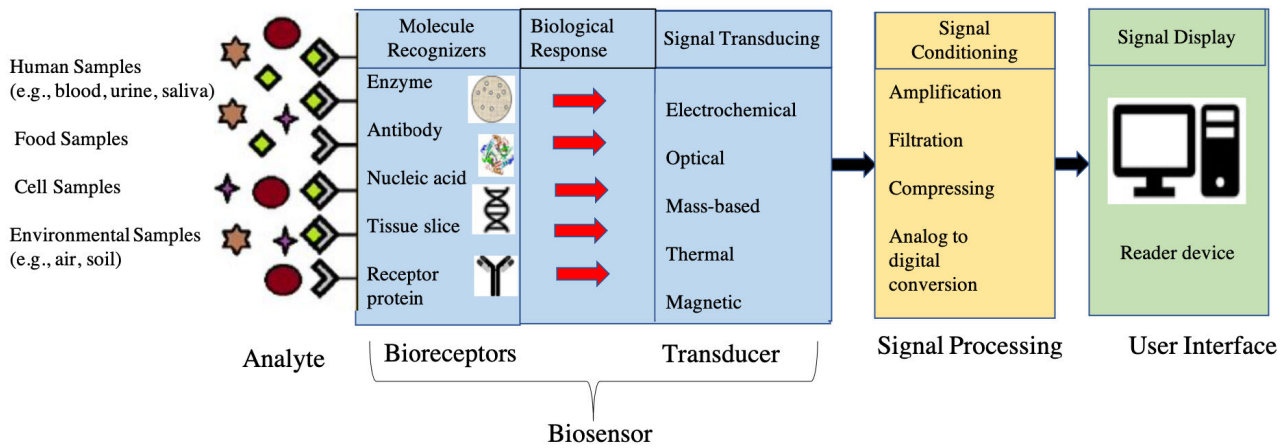 Human Samples
(e.g., blood, urine, saliva)
Food Samples
Cell Samples
Environmental Samples
(e.g., air, soil)
Analyte
Molecule
Recognizers
Enzyme
Antibody
Nucleic acid
Tissue slice
Receptor
protein
Bioreceptors
Biological
Response
Signal Transducing
Electrochemical
Optical
Mass-based
Thermal
Magnetic
Transducer
Biosensor
Signal
Conditioning
Amplification
Filtration
Compressing
Analog to
digital
conversion
Signal Processing
Signal Display
Reader device
User Interface